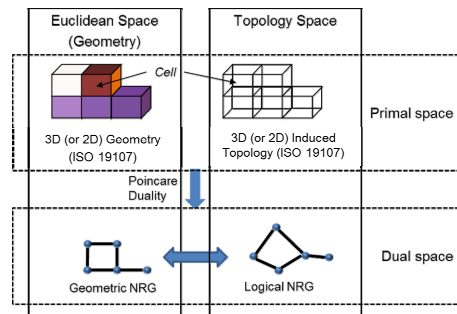 Euclidean Space
(Geometry)
Topology Space
Cell
3D (or 2D) Geometry
(ISO 19107)
3D (or 2D) Induced
Topology (ISO 19107)
Primal space
Poincare
Duality
Geometric NRG
Logical NRG
Dual space